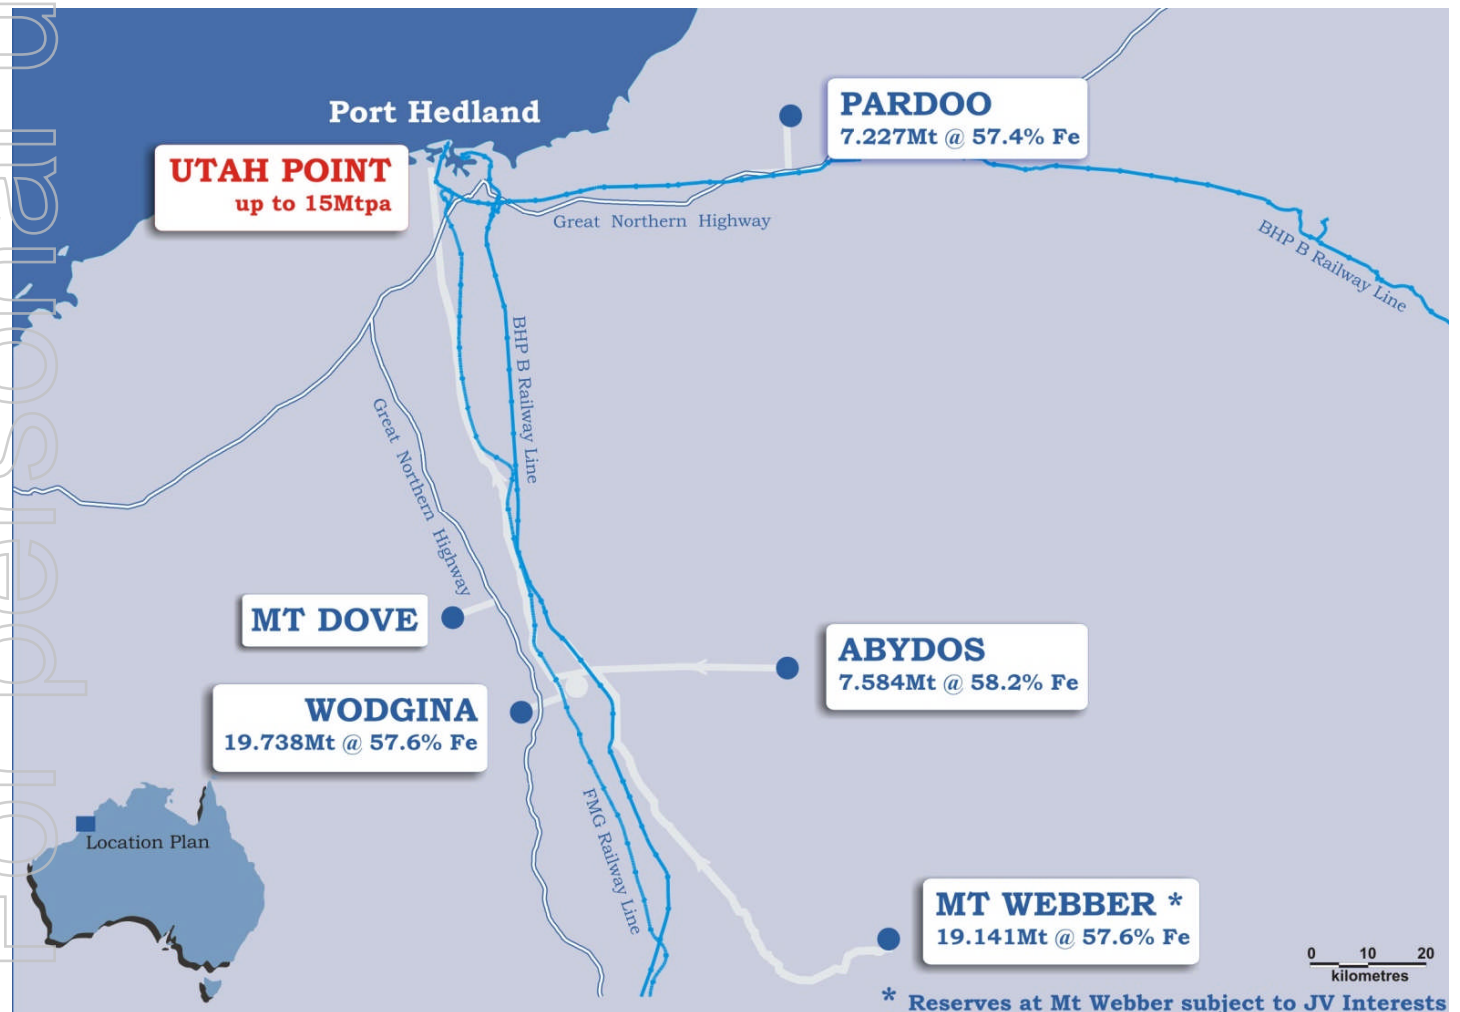 For personal u
Port Hedland
PARDOO
7.227Mt @ 57.4% Fe
UTAH POINT
up to 15Mtpa
Great Northern Highway
BHP B Railway Line
BHP B Railway Line
Great Northern Highway
MT DOVE
ABYDOS
7.584Mt @ 58.2% Fe
WODGINA
19.738Mt @ 57.6% Fe
FMG Railway Line
Location Plan
MT WEBBER *
19.141Mt @ 57.6% Fe
0 10 20
kilometres
* Reserves at Mt Webber subject to JV Interests